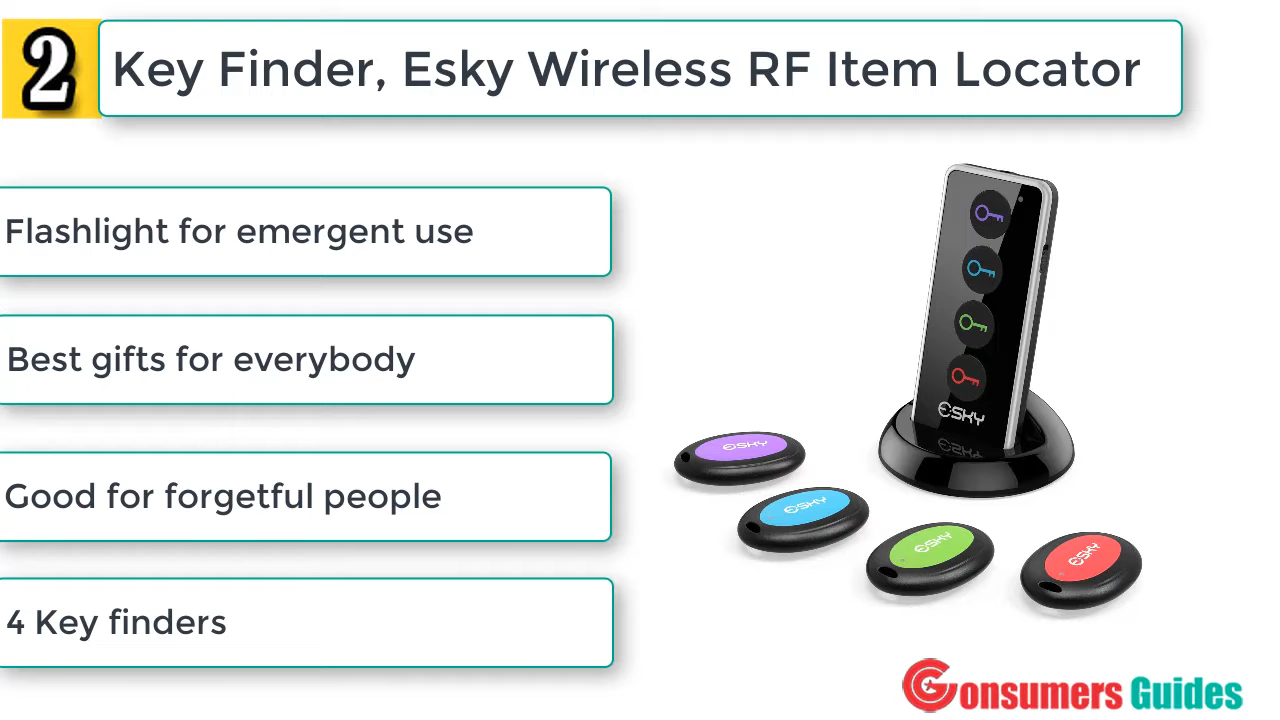 2
Key Finder, Esky Wireless RF Item Locator
Flashlight for emergent use
Best gifts for everybody
Good for forgetful people
4 Key finders
ESKY
ESKY
ESKY
ESKY
ESKY
Consumers Guides